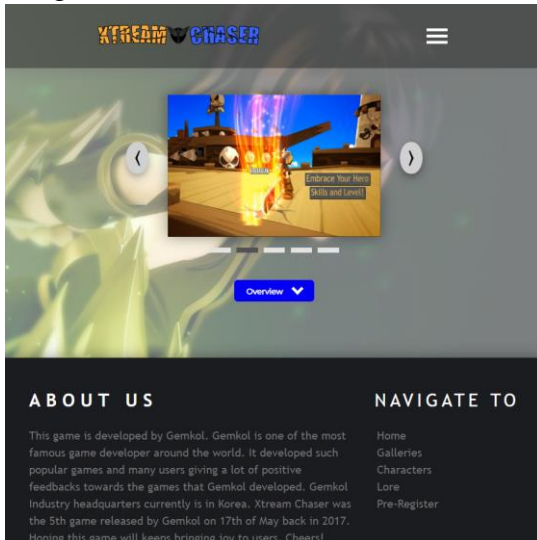 XTREAM CHASER
Embrace Your Hero
Skills and Level!
Overview
ABOUT US
This game is developed by Gemkol. Gemkol is one of the most
famous game developer around the world. It developed such
popular games and many users giving a lot of positive
feedbacks towards the games that Gemkol developed. Gemkol
Industry headquarters currently is in Korea. Xtream Chaser was
the 5th game released by Gemkol on 17th of May back in 2017.
Hoping this game will keeps bringing joy to users. Cheers!
NAVIGATE TO
Home
Galleries
Characters
Lore
Pre-Register